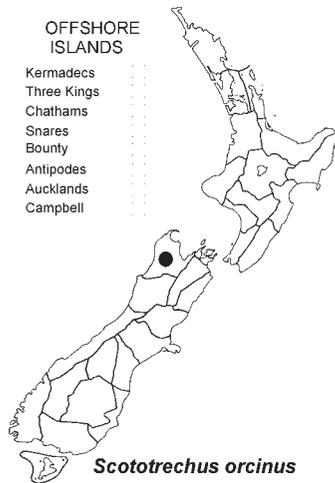 OFFSHORE
ISLANDS
Kermadecs
Three Kings
Chathams
Snares
Bounty
Antipodes
Aucklands
Campbell
Scototrechus orcinus